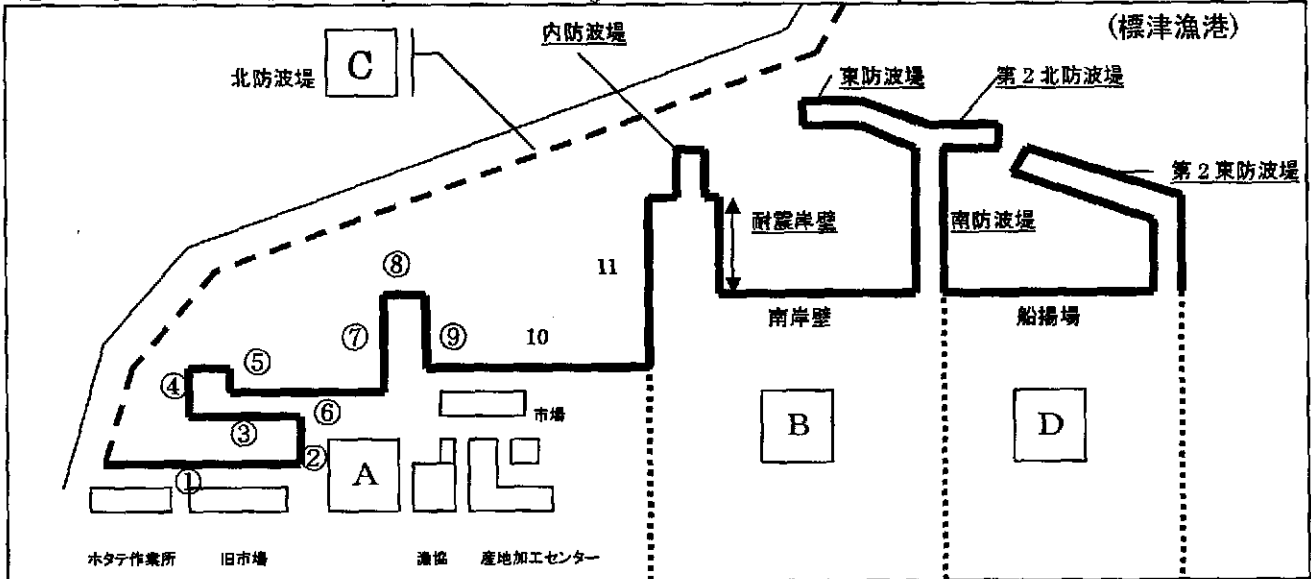 (標津漁港)
内防波堤
北防波堤
C
東防波堤
第2北防波堤
第2東防波堤
耐震岸壁
南防波堤
⑧
11
南岸壁
船揚場
⑦
⑨
10
⑤
④
⑥
市場
③
B
D
②
A
①
ホタテ作業所
旧市場
漁協
産地加工センター